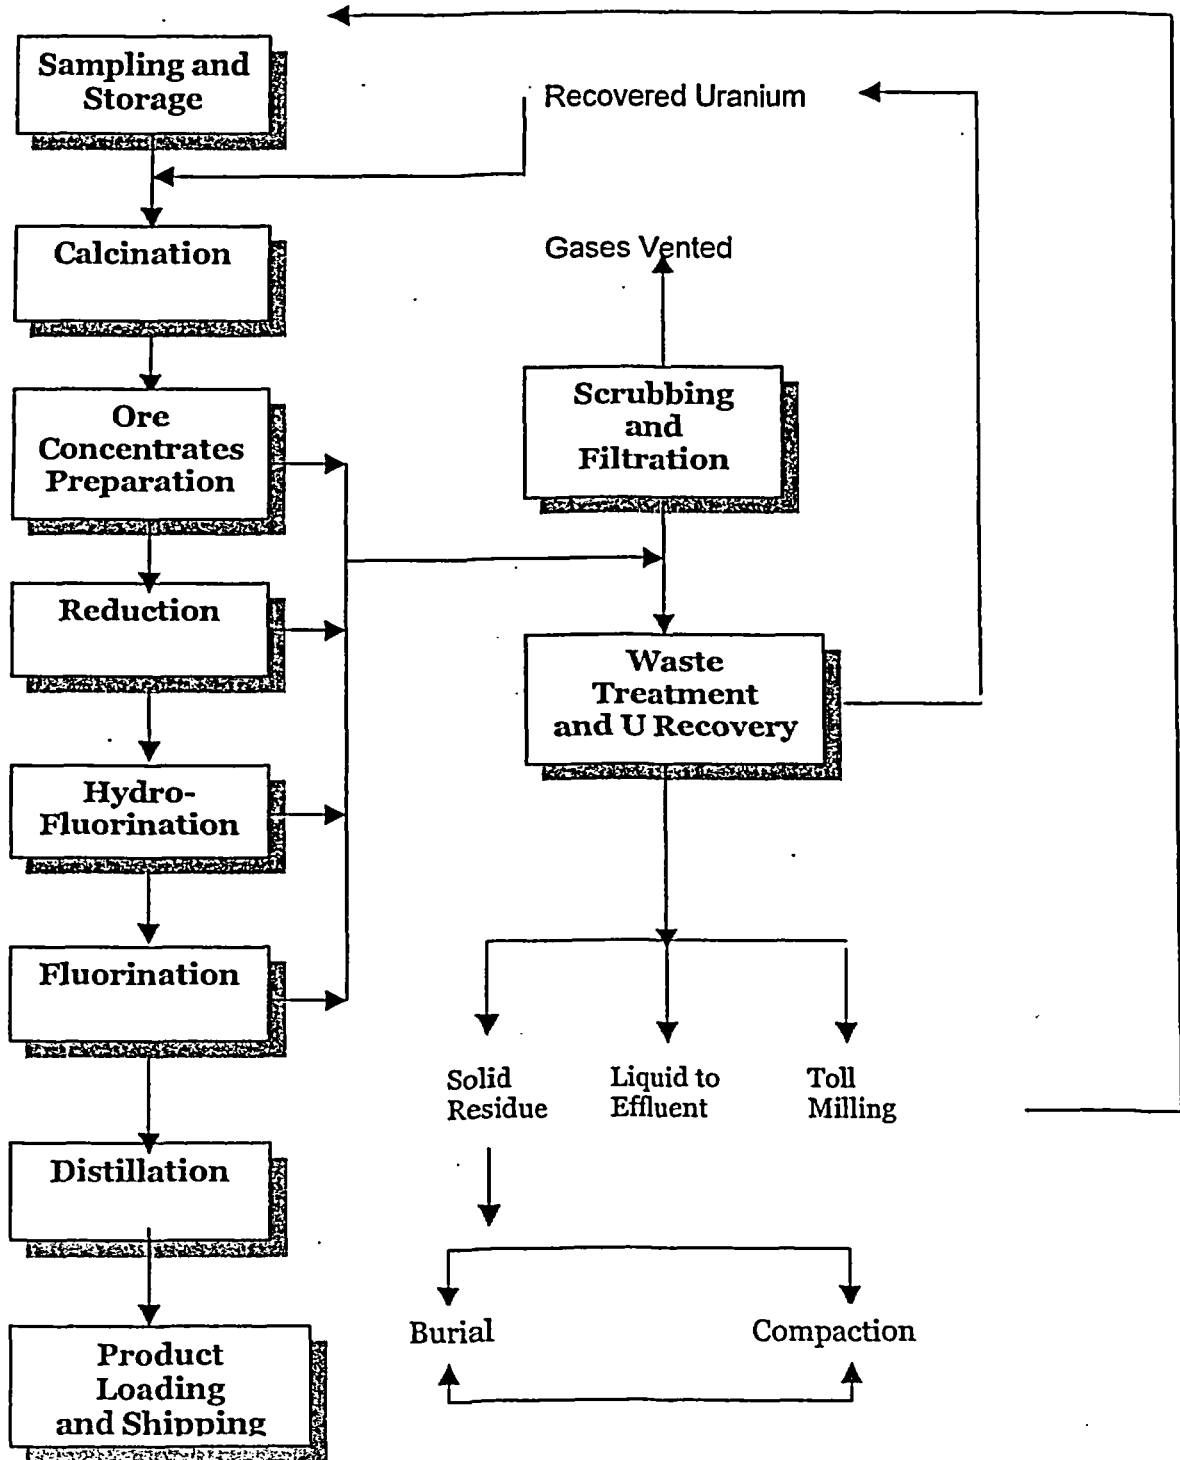 Sampling and
Storage
Recovered Uranium
Calcination
Gases Vented
Ore
Concentrates
Preparation
Scrubbing
and
Filtration
Reduction
Waste
Treatment
and U Recovery
Hydro-
Fluorination
Fluorination
Solid
Residue
Liquid to
Effluent
Toll
Milling
Distillation
Burial
Compaction
Product
Loading
and Shipping